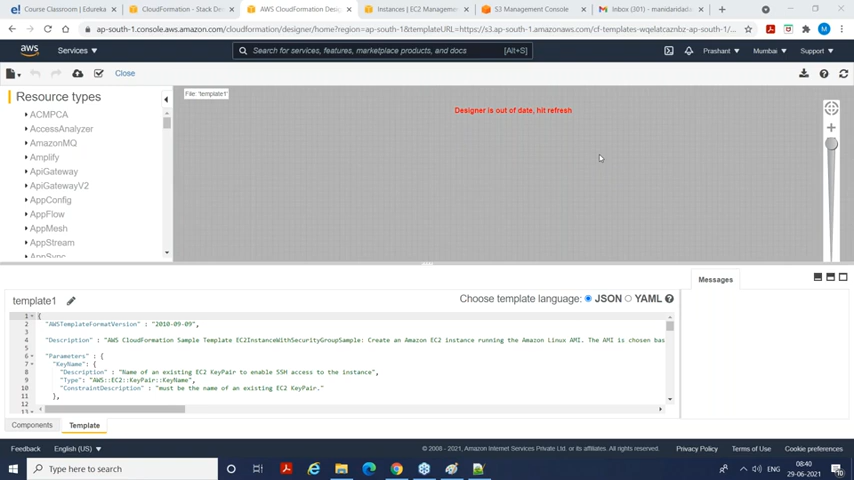 Course Classroom | Edureka
CloudFormation - Stack D
AWS CloudFormation Desig
Instances | EC2 Managemen
S3 Management Console
Inbox (301) - manidaridadis
ap-south-1.console.aws.amazon.com/cloudformation/designer/home?region=ap-south-1&templateURL=https://s3.ap-south-1.amazonaws.com/cf-templates-wqelatcaznbz-ap-south-1/...
M
aws
Services
Search for services, features, marketplace products, and docs
[Alt+S]
Prashant
Mumbai
Support
Close
Resource types
File: 'template1'
Designer is out of date, hit refresh
ACMPCA
AccessAnalyzer
AmazonMQ
Amplify
ApiGateway
ApiGatewayV2
AppConfig
AppFlow
AppMesh
AppStream
AppSync
template1
Choose template language:
JSON
YAML
Messages
1 {
2 "AWSTemplateFormatVersion" : "2010-09-09",
3
4 "Description" : "AWS CloudFormation Sample Template EC2InstanceWithSecurityGroupSample: Create an Amazon EC2 instance running the Amazon Linux AMI. The AMI is chosen bas
5
6 "Parameters" : {
7 "KeyName": {
8 "Description" : "Name of an existing EC2 KeyPair to enable SSH access to the instance",
9 "Type": "AWS::EC2::KeyPair::KeyName",
10 "ConstraintDescription" : "must be the name of an existing EC2 KeyPair."
11 },
12
13
Components
Template
Feedback
English (US)
© 2008 - 2021, Amazon Internet Services Private Ltd. or its affiliates. All rights reserved.
Privacy Policy
Terms of Use
Cookie preferences
Type here to search
ENG
08:40
29-06-2021
10